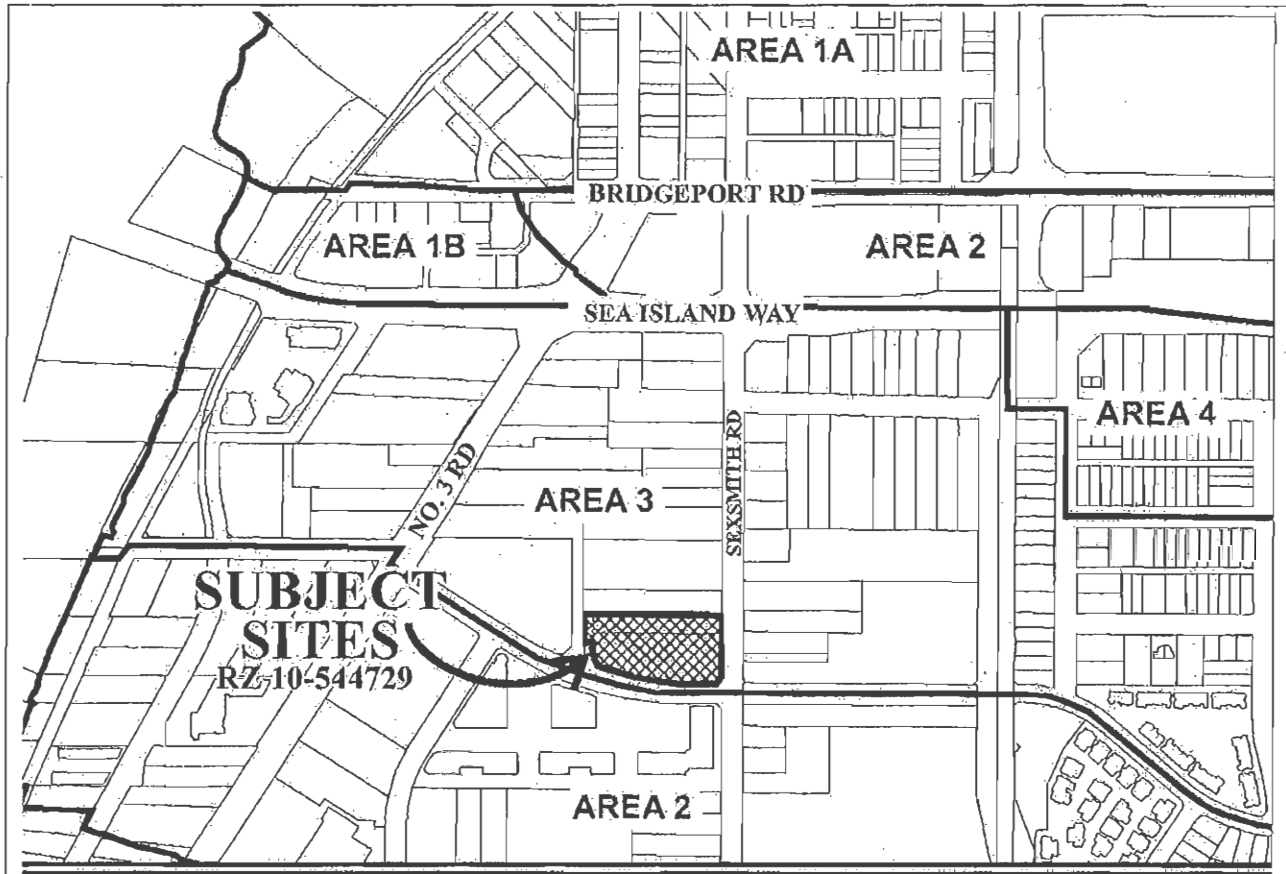 AREA 1A
BRIDGEPORT RD
AREA 1B
AREA 2
SEA ISLAND WAY
AREA 4
NO. 3 RD
SEXSMITH RD
AREA 3
SUBJECT
SITES
RZ 10-544729
AREA 2